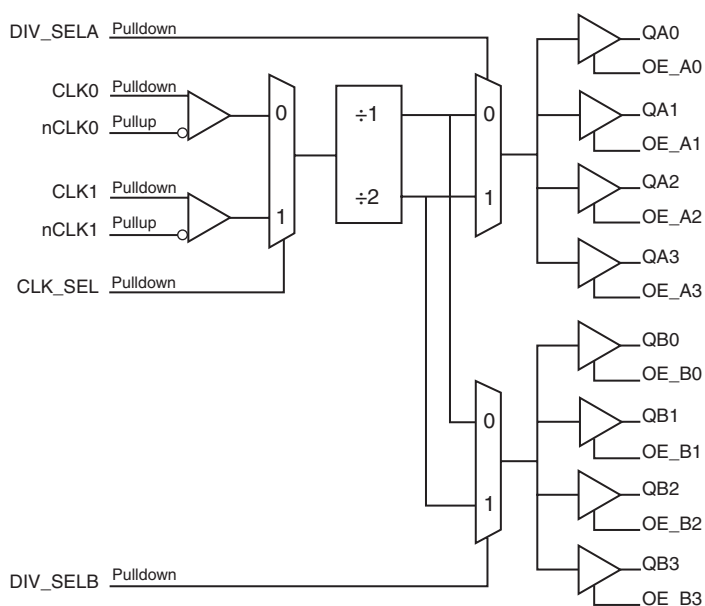 DIV_SELA Pulldown
CLK0 Pulldown
nCLK0 Pullup
CLK1 Pulldown
nCLK1 Pullup
CLK_SEL Pulldown
0
1
÷1
÷2
0
1
QA0
OE_A0
QA1
OE_A1
QA2
OE_A2
QA3
OE_A3
0
1
QB0
OE_B0
QB1
OE_B1
QB2
OE_B2
QB3
OE_B3
DIV_SELB Pulldown